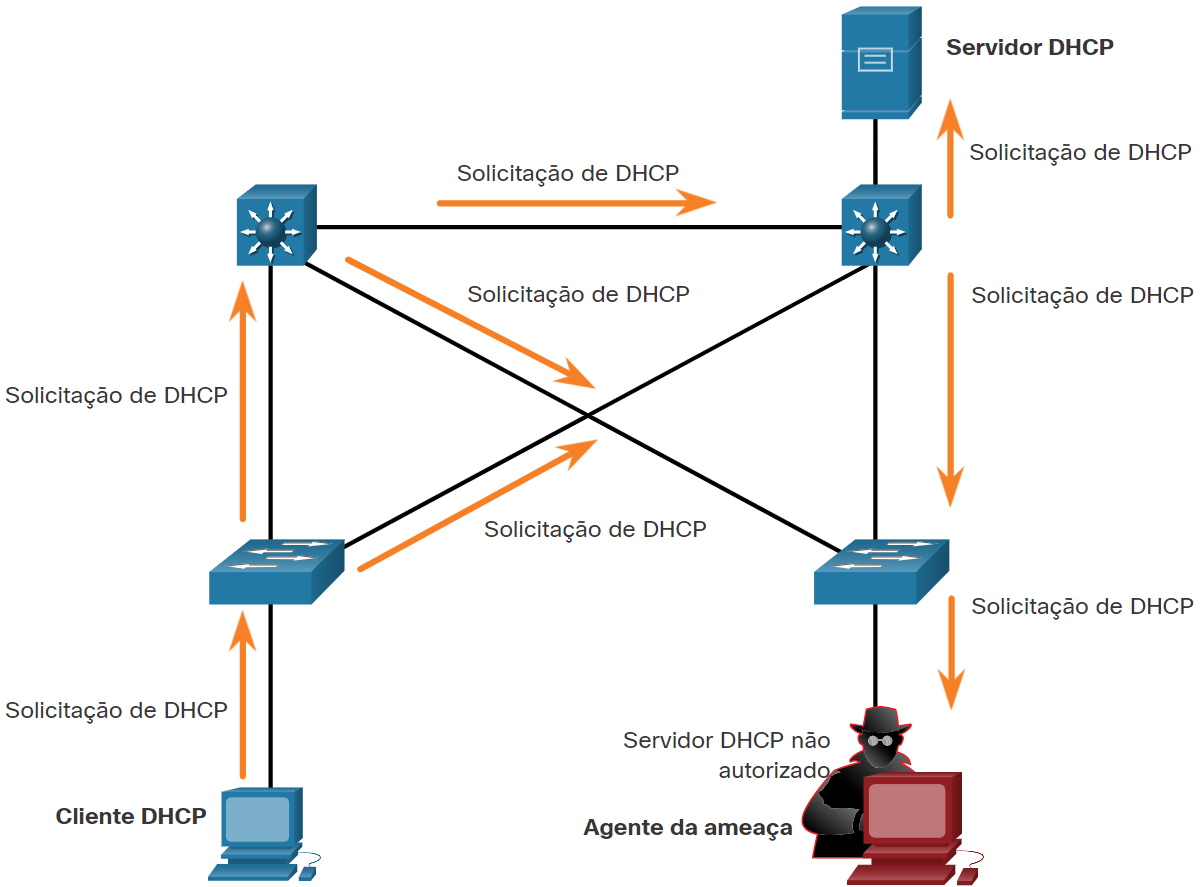 Servidor DHCP
Solicitação de DHCP
Solicitação de DHCP
Solicitação de DHCP
Solicitação de DHCP
Solicitação de DHCP
Solicitação de DHCP
Solicitação de DHCP
Solicitação de DHCP
Servidor DHCP não
autorizado
Cliente DHCP
Agente da ameaça